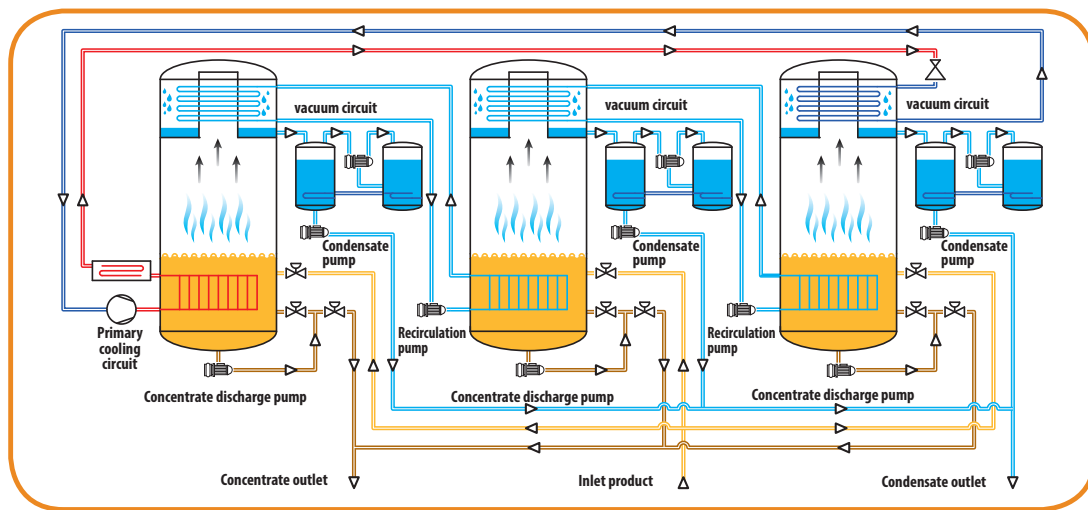 vacuum circuit
vacuum circuit
vacuum circuit
Condensate
pump
Condensate
pump
Condensate
pump
Primary
cooling
circuit
Recirculation
pump
Recirculation
pump
Concentrate discharge pump
Concentrate discharge pump
Concentrate discharge pump
Concentrate outlet
Inlet product
Condensate outlet